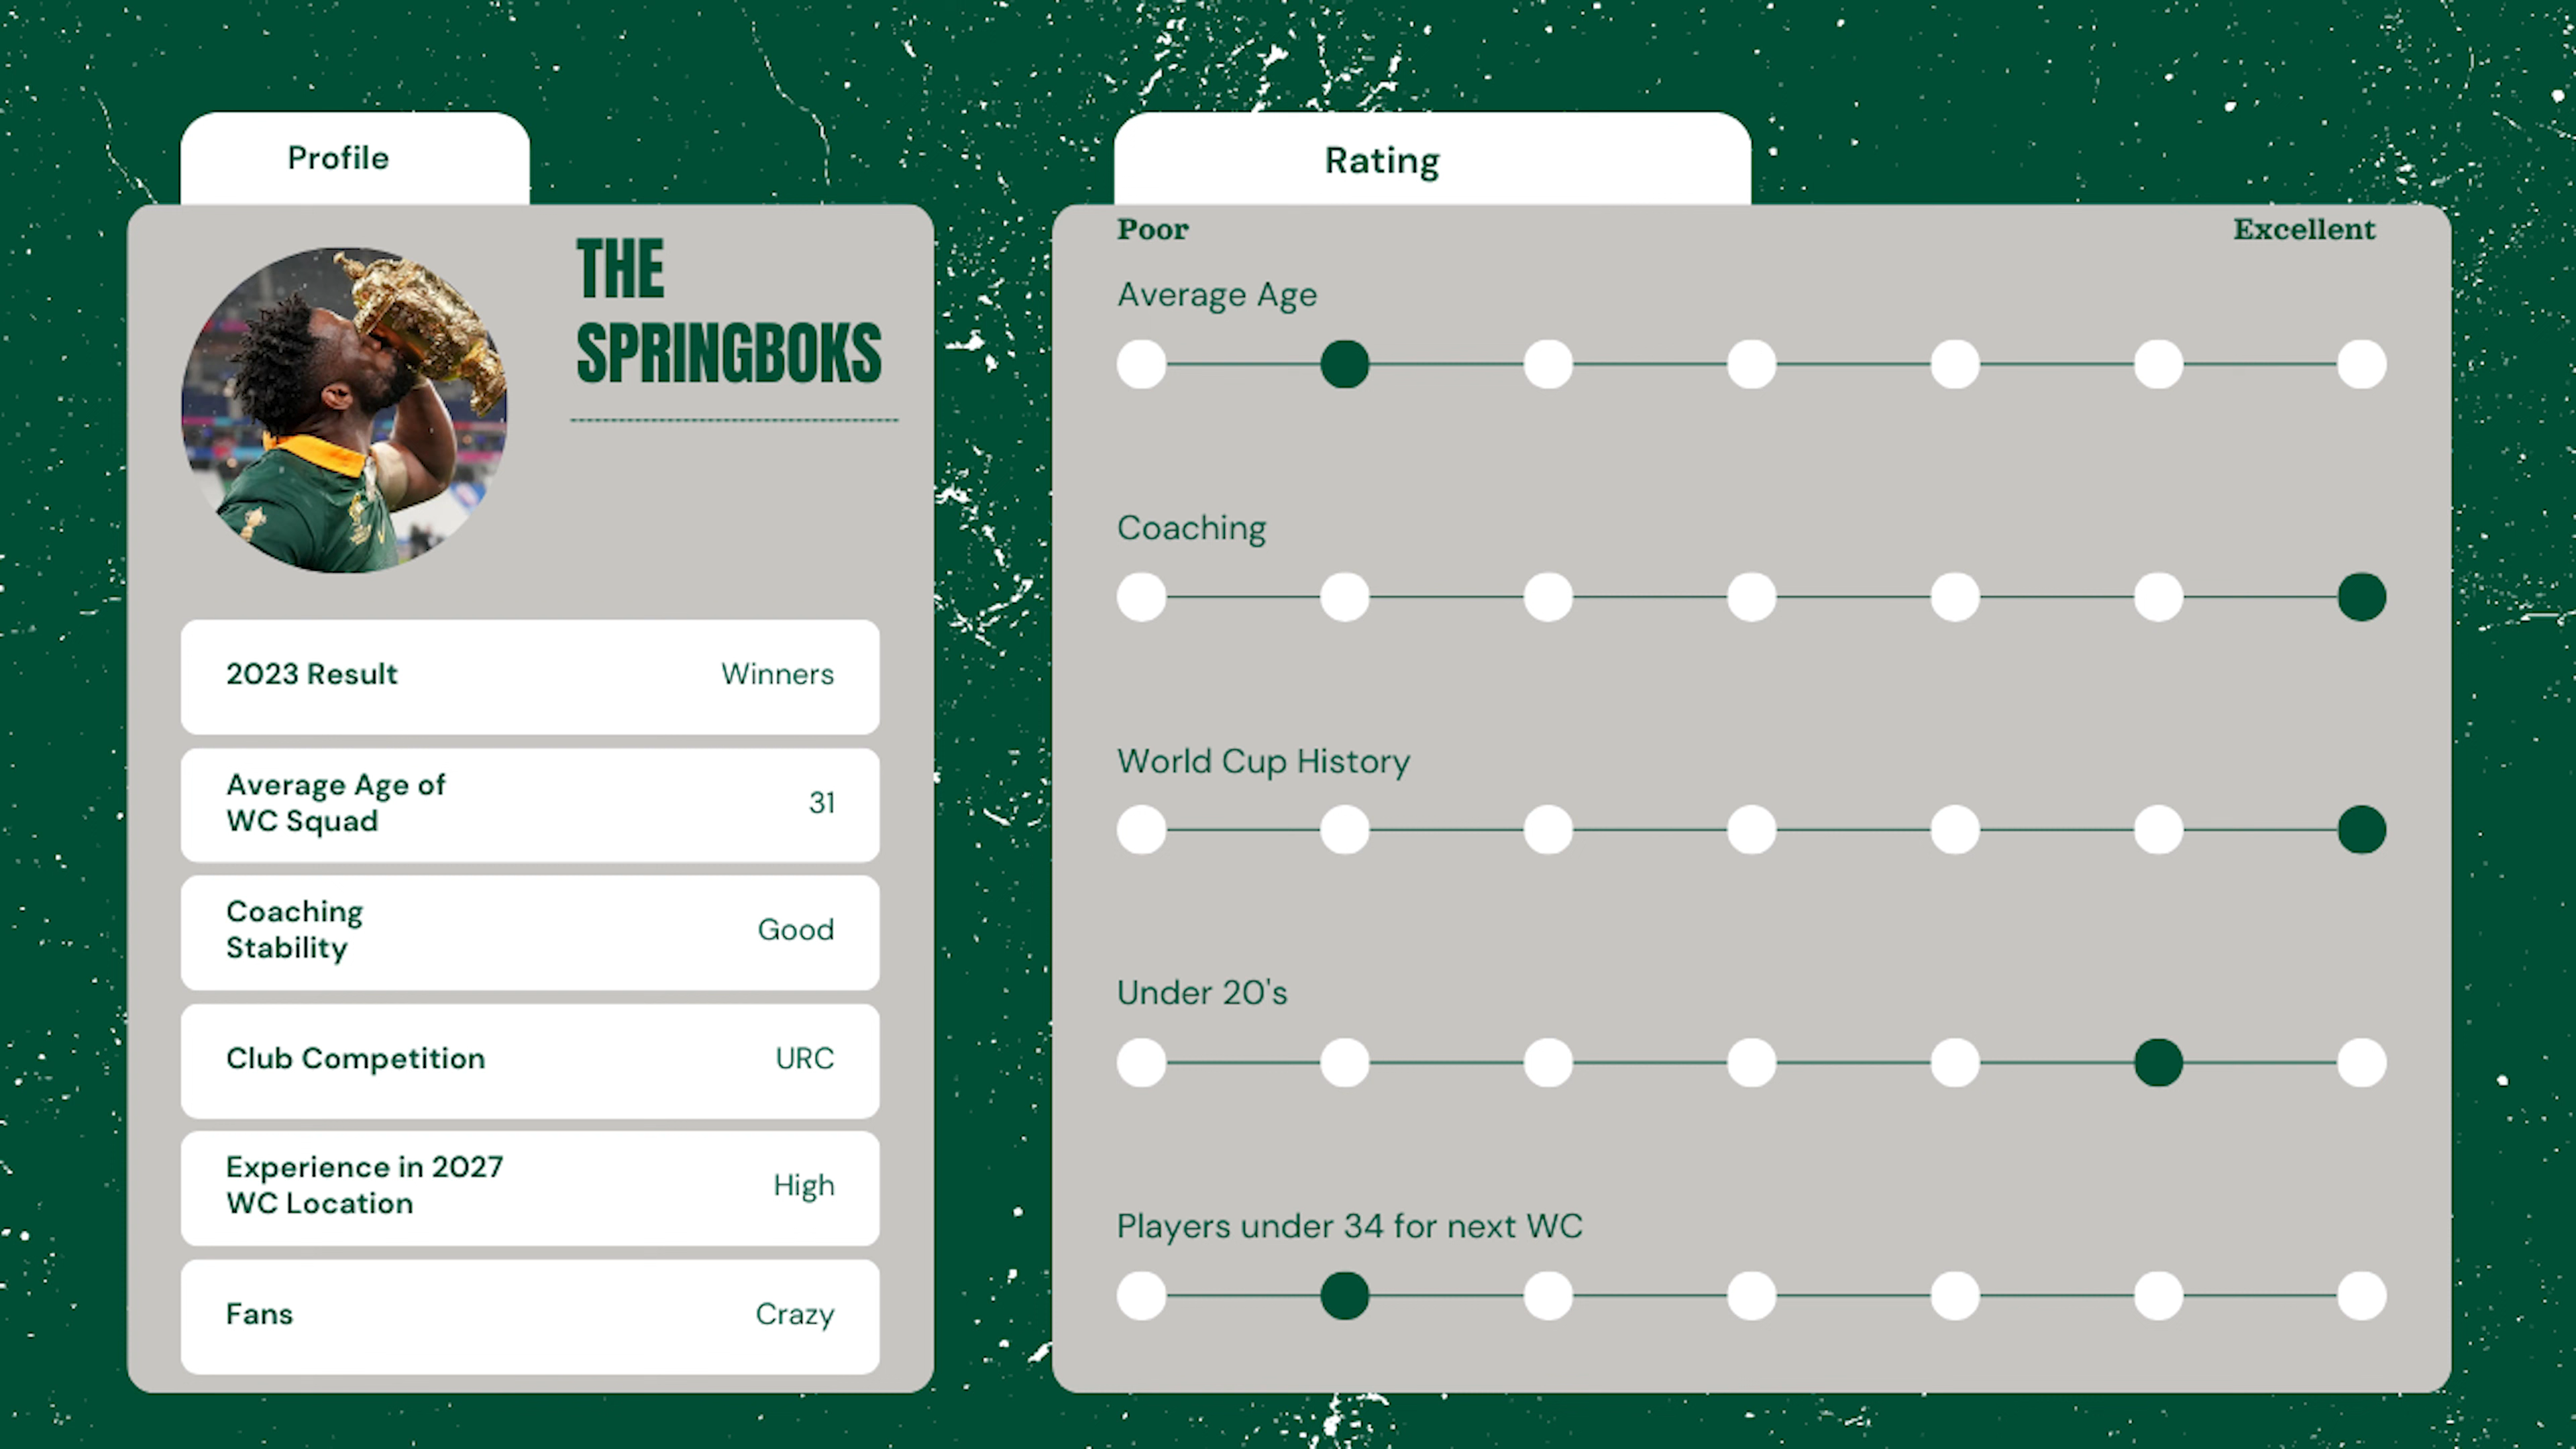 Profile
THE
SPRINGBOKS
2023 Result Winners
Average Age of
WC Squad 31
Coaching
Stability Good
Club Competition URC
Experience in 2027
WC Location High
Fans Crazy
Rating
Poor Excellent
Average Age
Coaching
World Cup History
Under 20's
Players under 34 for next WC